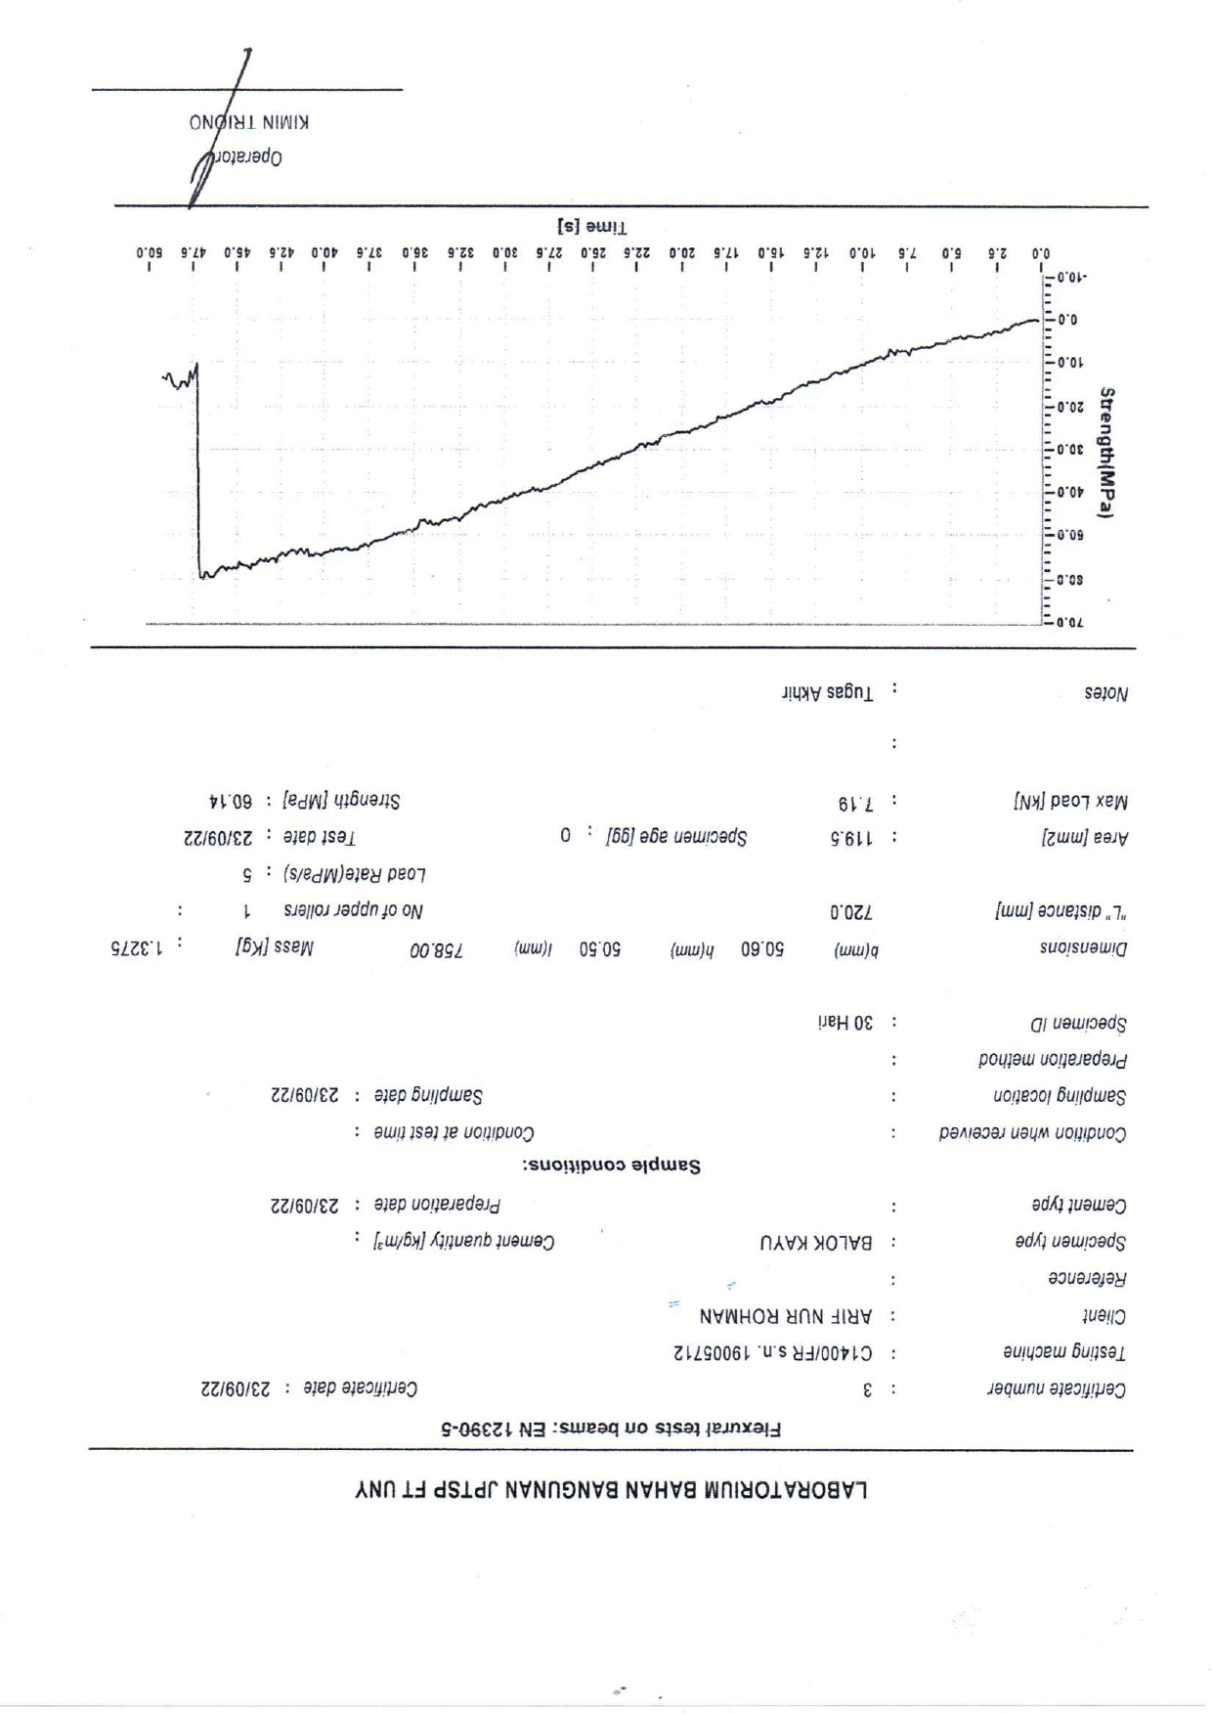 LABORATORIUM BAHAN BANGUNAN JPTSP FT UNY
Flexural tests on beams: EN 12390-5
Certificate number : 3 Certificate date : 23/09/22
Testing machine : C1400/FR s.n. 19005712
Client : ARIF NUR ROHMAN
Reference :
Specimen type : BALOK KAYU Cement quantity [kg/m³] :
Cement type : Preparation date : 23/09/22
Sample conditions:
Condition when received : Condition at test time :
Sampling location : Sampling date : 23/09/22
Preparation method :
Specimen ID : 30 Hari
Dimensions b(mm) 50.60 h(mm) 50.50 l(mm) 758.00 Mass [Kg] : 1.3275
"L" distance [mm] 720.0 No of upper rollers 1 :
Load Rate(MPa/s) : 5
Area [mm2] : 119.5 Specimen age [gg] : 0 Test date : 23/09/22
Max Load [kN] : 7.19 Strength [MPa] : 60.14
:
Notes : Tugas Akhir
70.0
60.0
50.0
40.0
30.0
20.0
10.0
0.0
-10.0
Strength(MPa)
0.0 2.5 5.0 7.5 10.0 12.5 15.0 17.5 20.0 22.5 25.0 27.5 30.0 32.5 35.0 37.5 40.0 42.5 45.0 47.5 50.0
Time [s]
Operator
KIMIN TRIONO